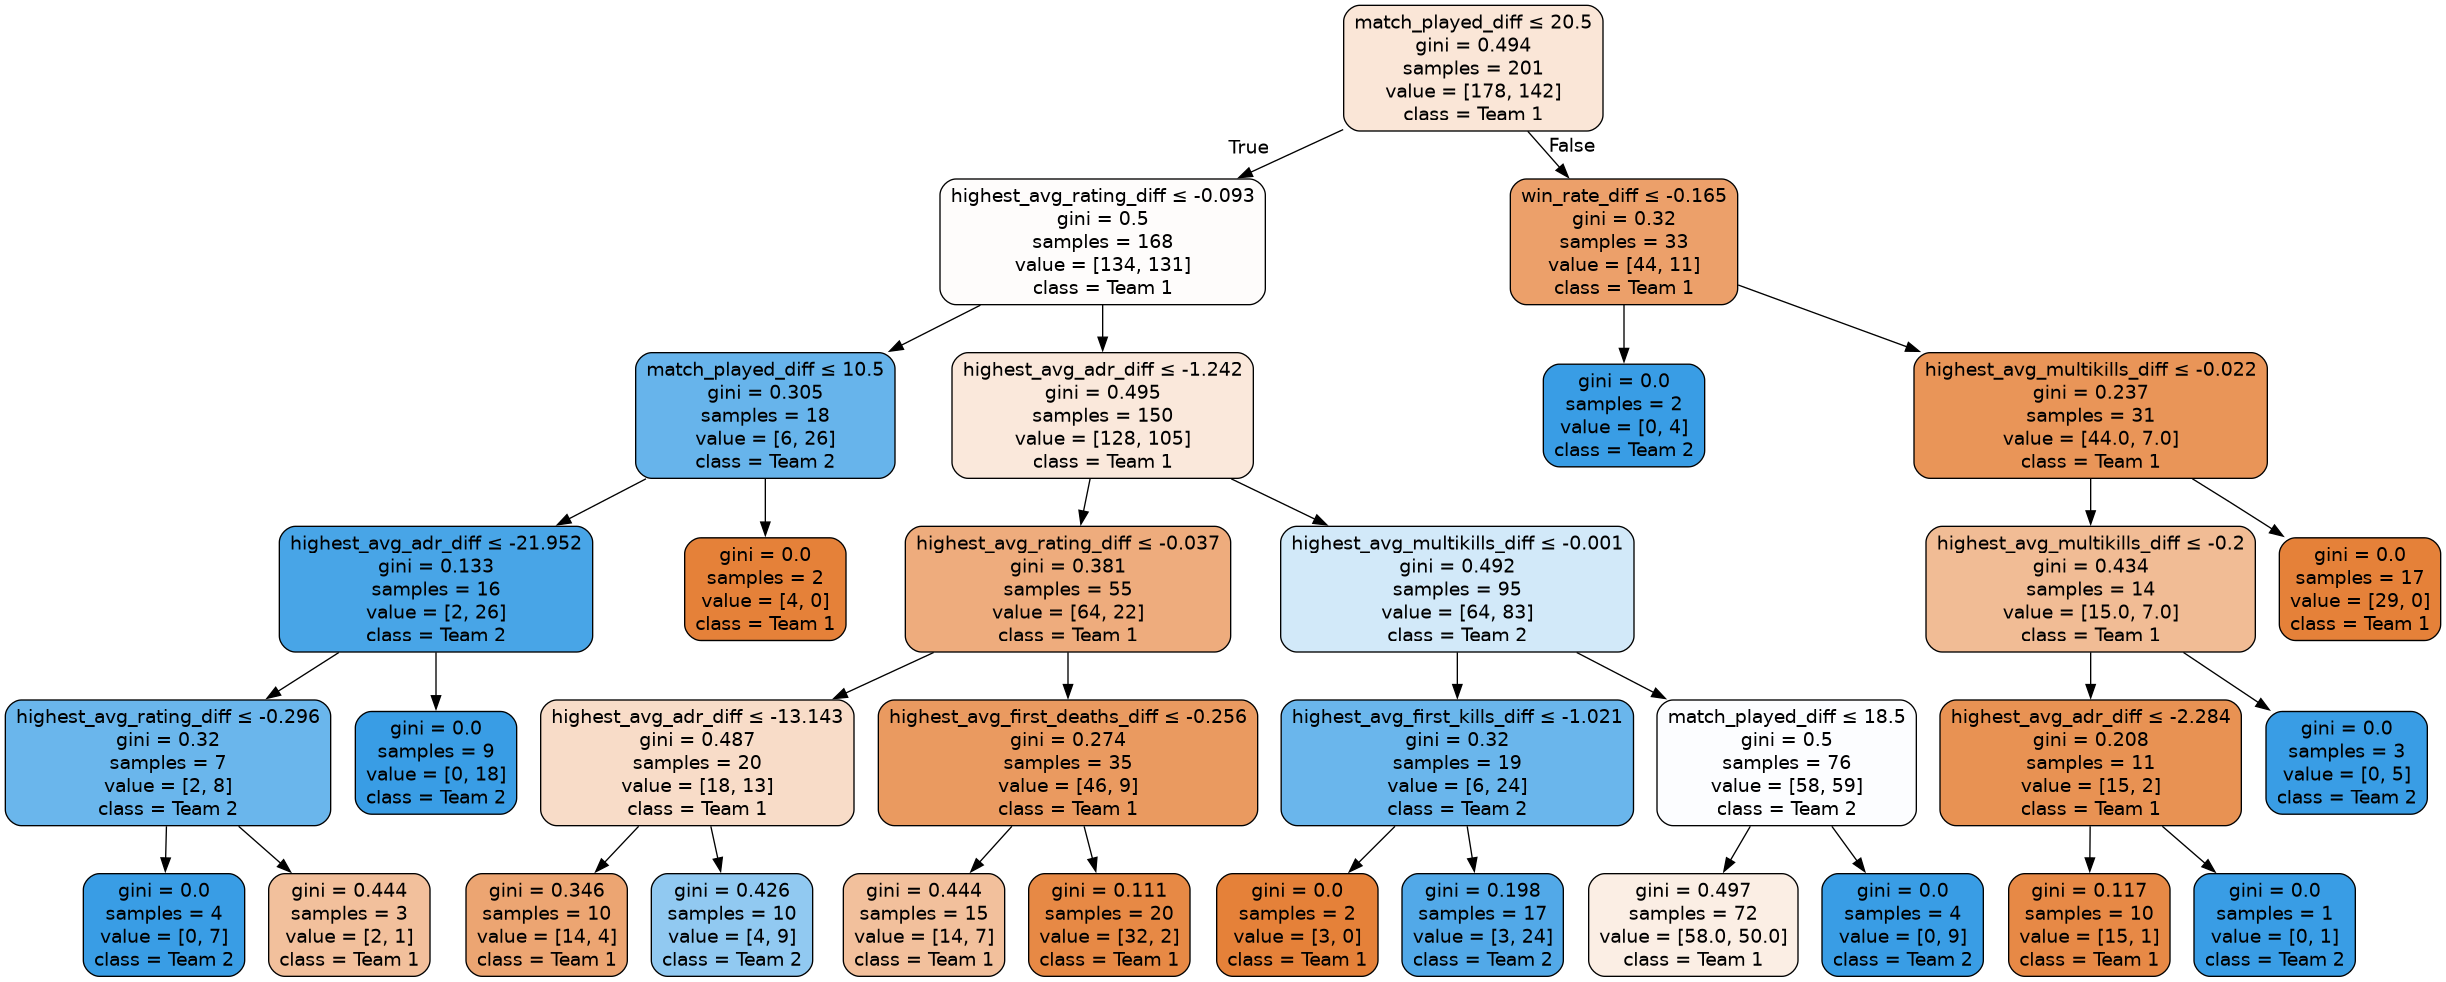 match_played_diff ≤ 20.5
gini = 0.494
samples = 201
value = [178, 142]
class = Team 1
True
False
highest_avg_rating_diff ≤ -0.093
gini = 0.5
samples = 168
value = [134, 131]
class = Team 1
win_rate_diff ≤ -0.165
gini = 0.32
samples = 33
value = [44, 11]
class = Team 1
match_played_diff ≤ 10.5
gini = 0.305
samples = 18
value = [6, 26]
class = Team 2
highest_avg_adr_diff ≤ -1.242
gini = 0.495
samples = 150
value = [128, 105]
class = Team 1
gini = 0.0
samples = 2
value = [0, 4]
class = Team 2
highest_avg_multikills_diff ≤ -0.022
gini = 0.237
samples = 31
value = [44.0, 7.0]
class = Team 1
highest_avg_adr_diff ≤ -21.952
gini = 0.133
samples = 16
value = [2, 26]
class = Team 2
gini = 0.0
samples = 2
value = [4, 0]
class = Team 1
highest_avg_rating_diff ≤ -0.037
gini = 0.381
samples = 55
value = [64, 22]
class = Team 1
highest_avg_multikills_diff ≤ -0.001
gini = 0.492
samples = 95
value = [64, 83]
class = Team 2
highest_avg_multikills_diff ≤ -0.2
gini = 0.434
samples = 14
value = [15.0, 7.0]
class = Team 1
gini = 0.0
samples = 17
value = [29, 0]
class = Team 1
highest_avg_rating_diff ≤ -0.296
gini = 0.32
samples = 7
value = [2, 8]
class = Team 2
gini = 0.0
samples = 9
value = [0, 18]
class = Team 2
highest_avg_adr_diff ≤ -13.143
gini = 0.487
samples = 20
value = [18, 13]
class = Team 1
highest_avg_first_deaths_diff ≤ -0.256
gini = 0.274
samples = 35
value = [46, 9]
class = Team 1
highest_avg_first_kills_diff ≤ -1.021
gini = 0.32
samples = 19
value = [6, 24]
class = Team 2
match_played_diff ≤ 18.5
gini = 0.5
samples = 76
value = [58, 59]
class = Team 2
highest_avg_adr_diff ≤ -2.284
gini = 0.208
samples = 11
value = [15, 2]
class = Team 1
gini = 0.0
samples = 3
value = [0, 5]
class = Team 2
gini = 0.0
samples = 4
value = [0, 7]
class = Team 2
gini = 0.444
samples = 3
value = [2, 1]
class = Team 1
gini = 0.346
samples = 10
value = [14, 4]
class = Team 1
gini = 0.426
samples = 10
value = [4, 9]
class = Team 2
gini = 0.444
samples = 15
value = [14, 7]
class = Team 1
gini = 0.111
samples = 20
value = [32, 2]
class = Team 1
gini = 0.0
samples = 2
value = [3, 0]
class = Team 1
gini = 0.198
samples = 17
value = [3, 24]
class = Team 2
gini = 0.497
samples = 72
value = [58.0, 50.0]
class = Team 1
gini = 0.0
samples = 4
value = [0, 9]
class = Team 2
gini = 0.117
samples = 10
value = [15, 1]
class = Team 1
gini = 0.0
samples = 1
value = [0, 1]
class = Team 2